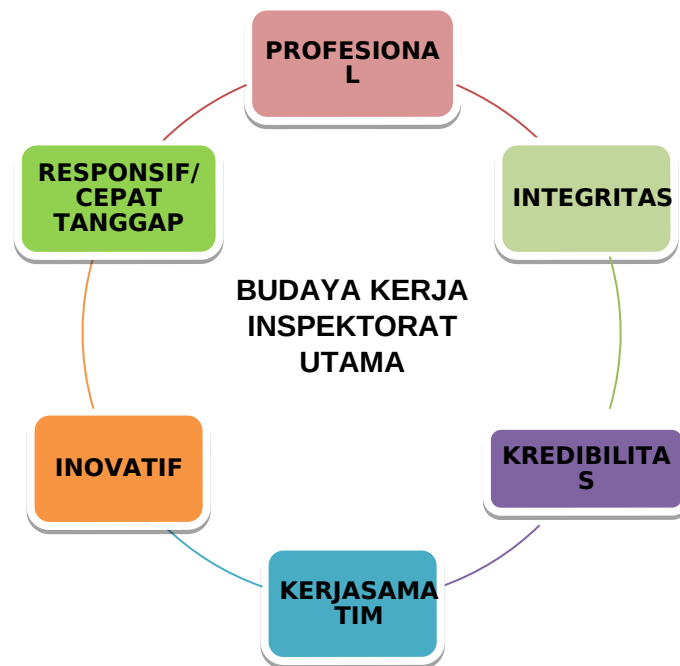 PROFESIONA
L
RESPONSIF/
CEPAT
TANGGAP
INTEGRITAS
BUDAYA KERJA
INSPEKTORAT
UTAMA
INOVATIF
KREDIBILITA
S
KERJASAMA
TIM